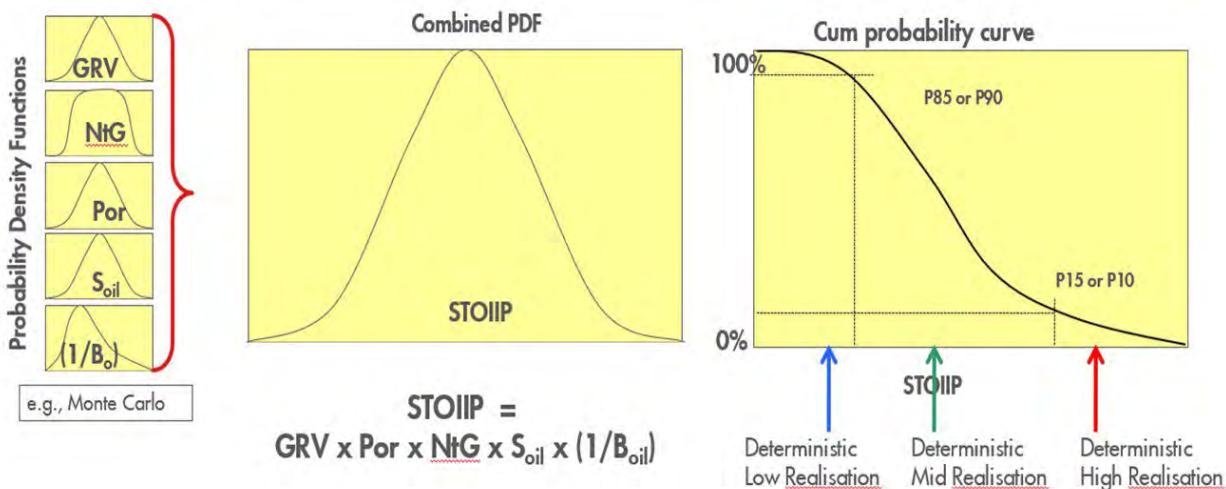 Probability Density Functions
GRV
NtG
Por
Soil
(1/Bo)
e.g., Monte Carlo
Combined PDF
STOIIP
STOIIP =
GRV x Por x NtG x Soil x (1/Boil)
Cum probability curve
100%
P85 or P90
P15 or P10
0%
STOIIP
Deterministic
Low Realisation
Deterministic
Mid Realisation
Deterministic
High Realisation